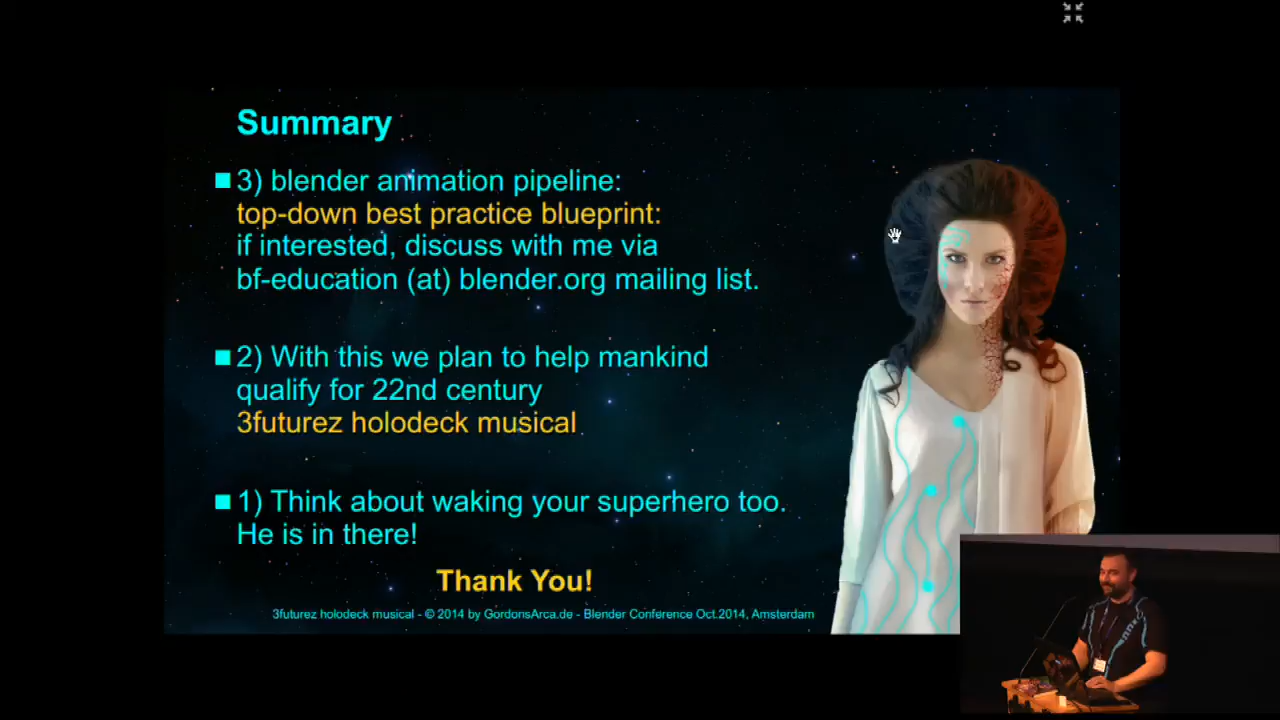 Summary
3) blender animation pipeline:
top-down best practice blueprint:
if interested, discuss with me via
bf-education (at) blender.org mailing list.
2) With this we plan to help mankind
qualify for 22nd century
3futurez holodeck musical
1) Think about waking your superhero too.
He is in there!
Thank You!
3futurez holodeck musical - © 2014 by GordonsArca.de - Blender Conference Oct.2014, Amsterdam